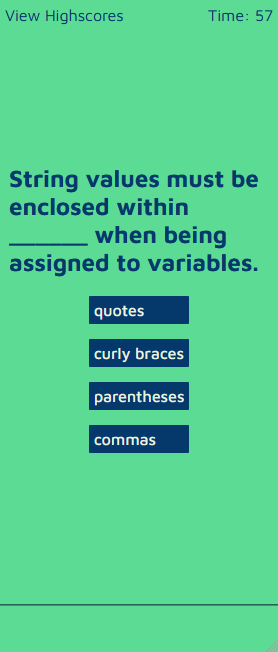 View Highscores Time: 57
String values must be
enclosed within
______ when being
assigned to variables.
quotes
curly braces
parentheses
commas